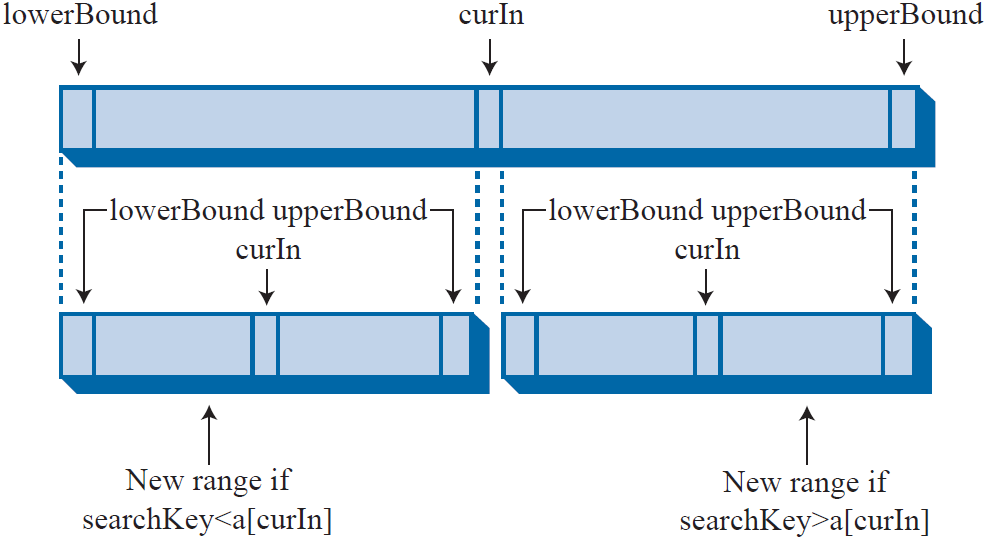 lowerBound curIn upperBound
lowerBound upperBound lowerBound upperBound
curIn curIn
New range if New range if
searchKey<a[curIn] searchKey>a[curIn]